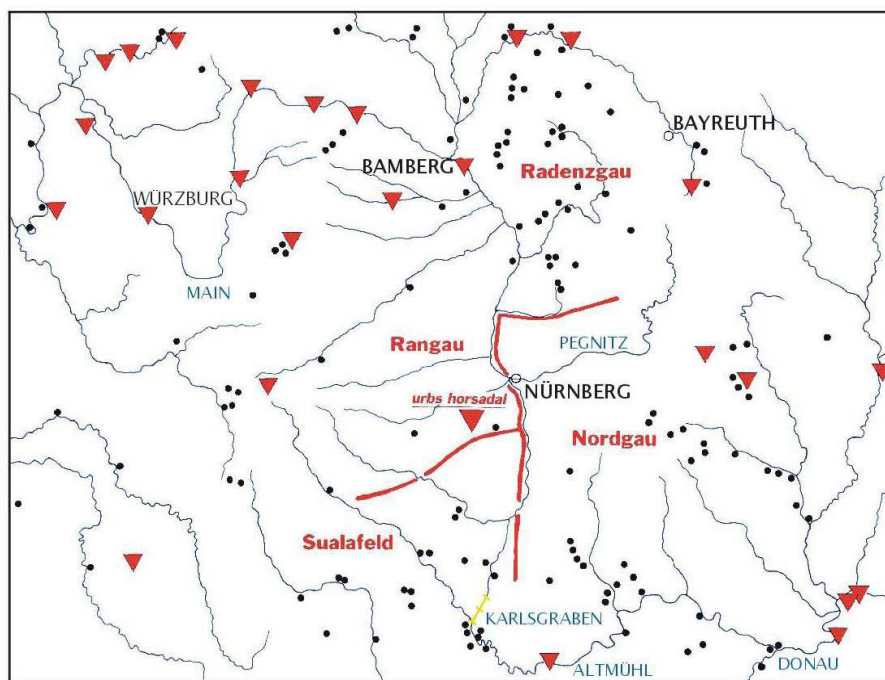 BAYREUTH
BAMBERG
Radenzgau
WÜRZBURG
MAIN
Rangau
PEGNITZ
urbs horsadal
NÜRNBERG
Nordgau
Sualafeld
KARLSGRABEN
ALTMÜHL
DONAU